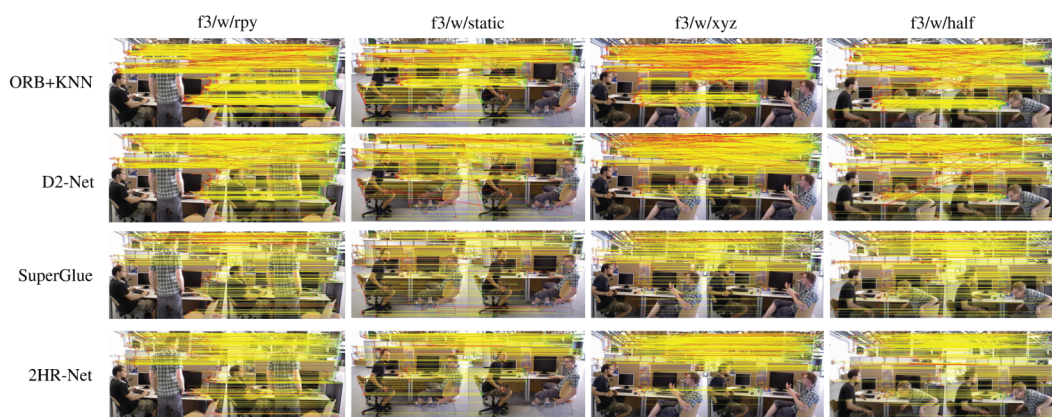 f3/w/rpy f3/w/static f3/w/xyz f3/w/half
ORB+KNN
D2-Net
SuperGlue
2HR-Net